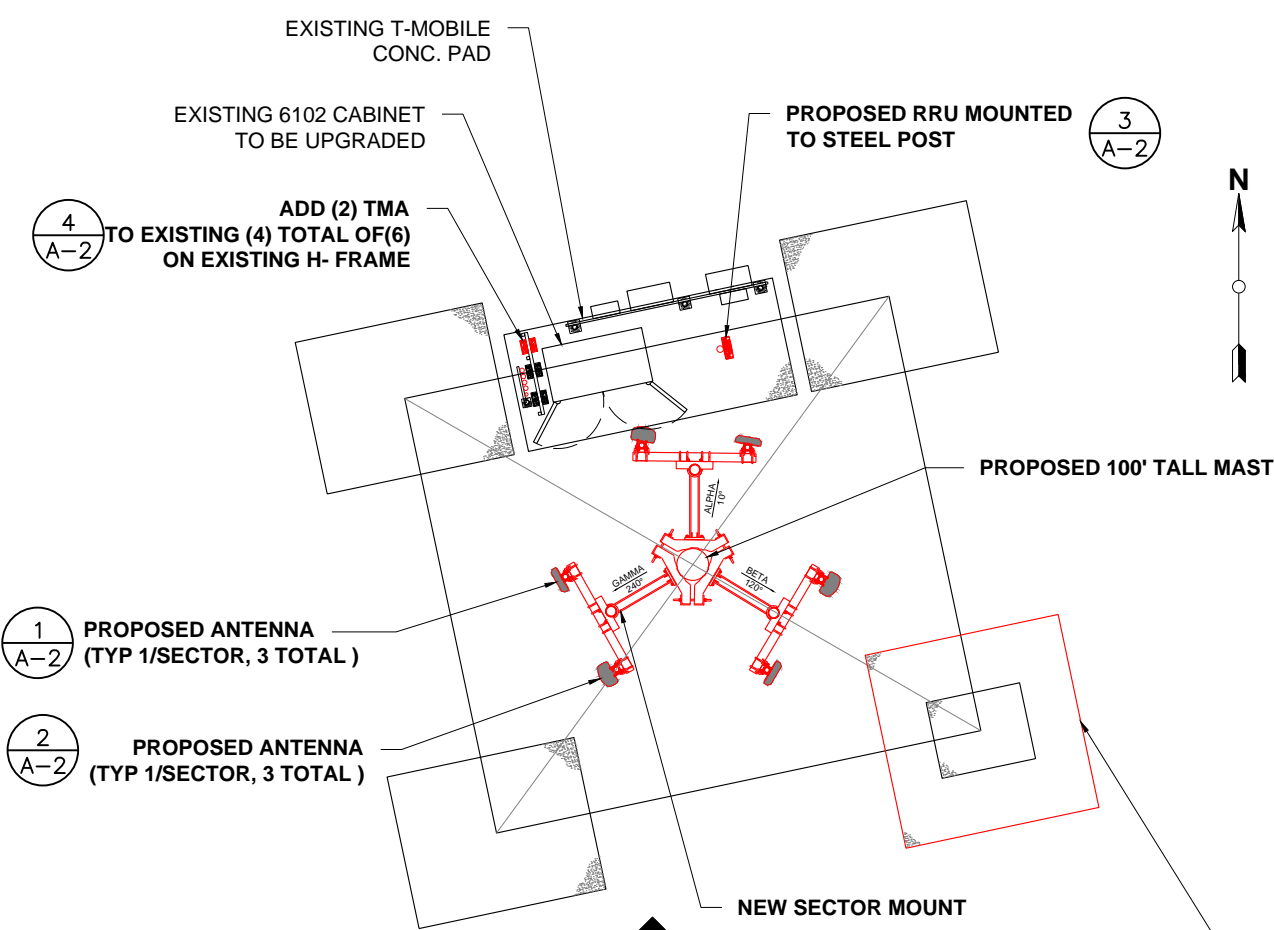 EXISTING T-MOBILE
CONC. PAD
EXISTING 6102 CABINET
TO BE UPGRADED
PROPOSED RRU MOUNTED
TO STEEL POST
3
A-2
N
4
A-2
ADD (2) TMA
TO EXISTING (4) TOTAL OF(6)
ON EXISTING H- FRAME
PROPOSED 100' TALL MAST
ALPHA
10°
GAMMA
240°
BETA
120°
1
A-2
PROPOSED ANTENNA
(TYP 1/SECTOR, 3 TOTAL )
2
A-2
PROPOSED ANTENNA
(TYP 1/SECTOR, 3 TOTAL )
NEW SECTOR MOUNT